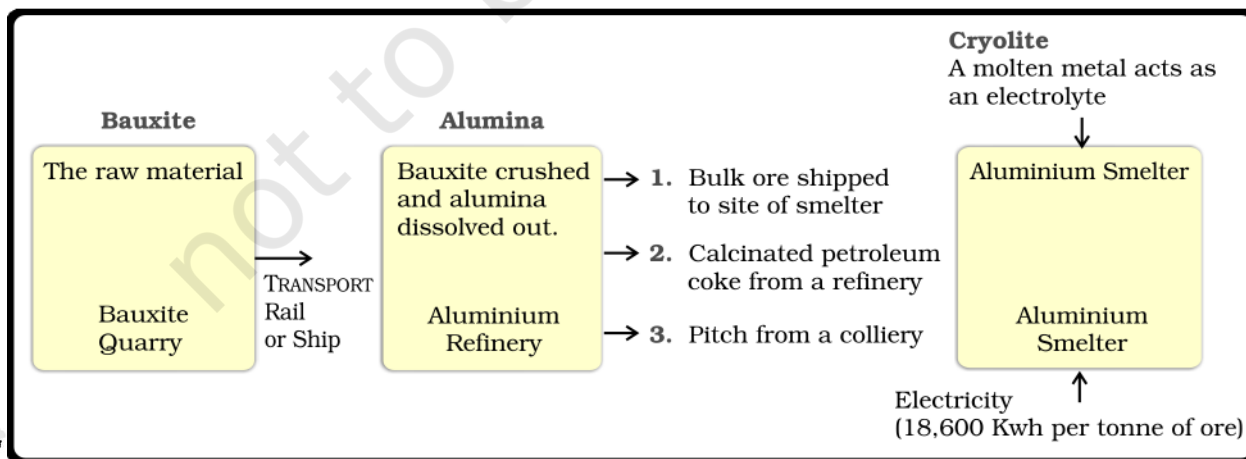 Cryolite
A molten metal acts as
an electrolyte
Bauxite
The raw material
Bauxite
Quarry
TRANSPORT
Rail
or Ship
Alumina
Bauxite crushed
and alumina
dissolved out.
Aluminium
Refinery
1. Bulk ore shipped
to site of smelter
2. Calcinated petroleum
coke from a refinery
3. Pitch from a colliery
Aluminium Smelter
Aluminium
Smelter
Electricity
(18,600 Kwh per tonne of ore)
not to b